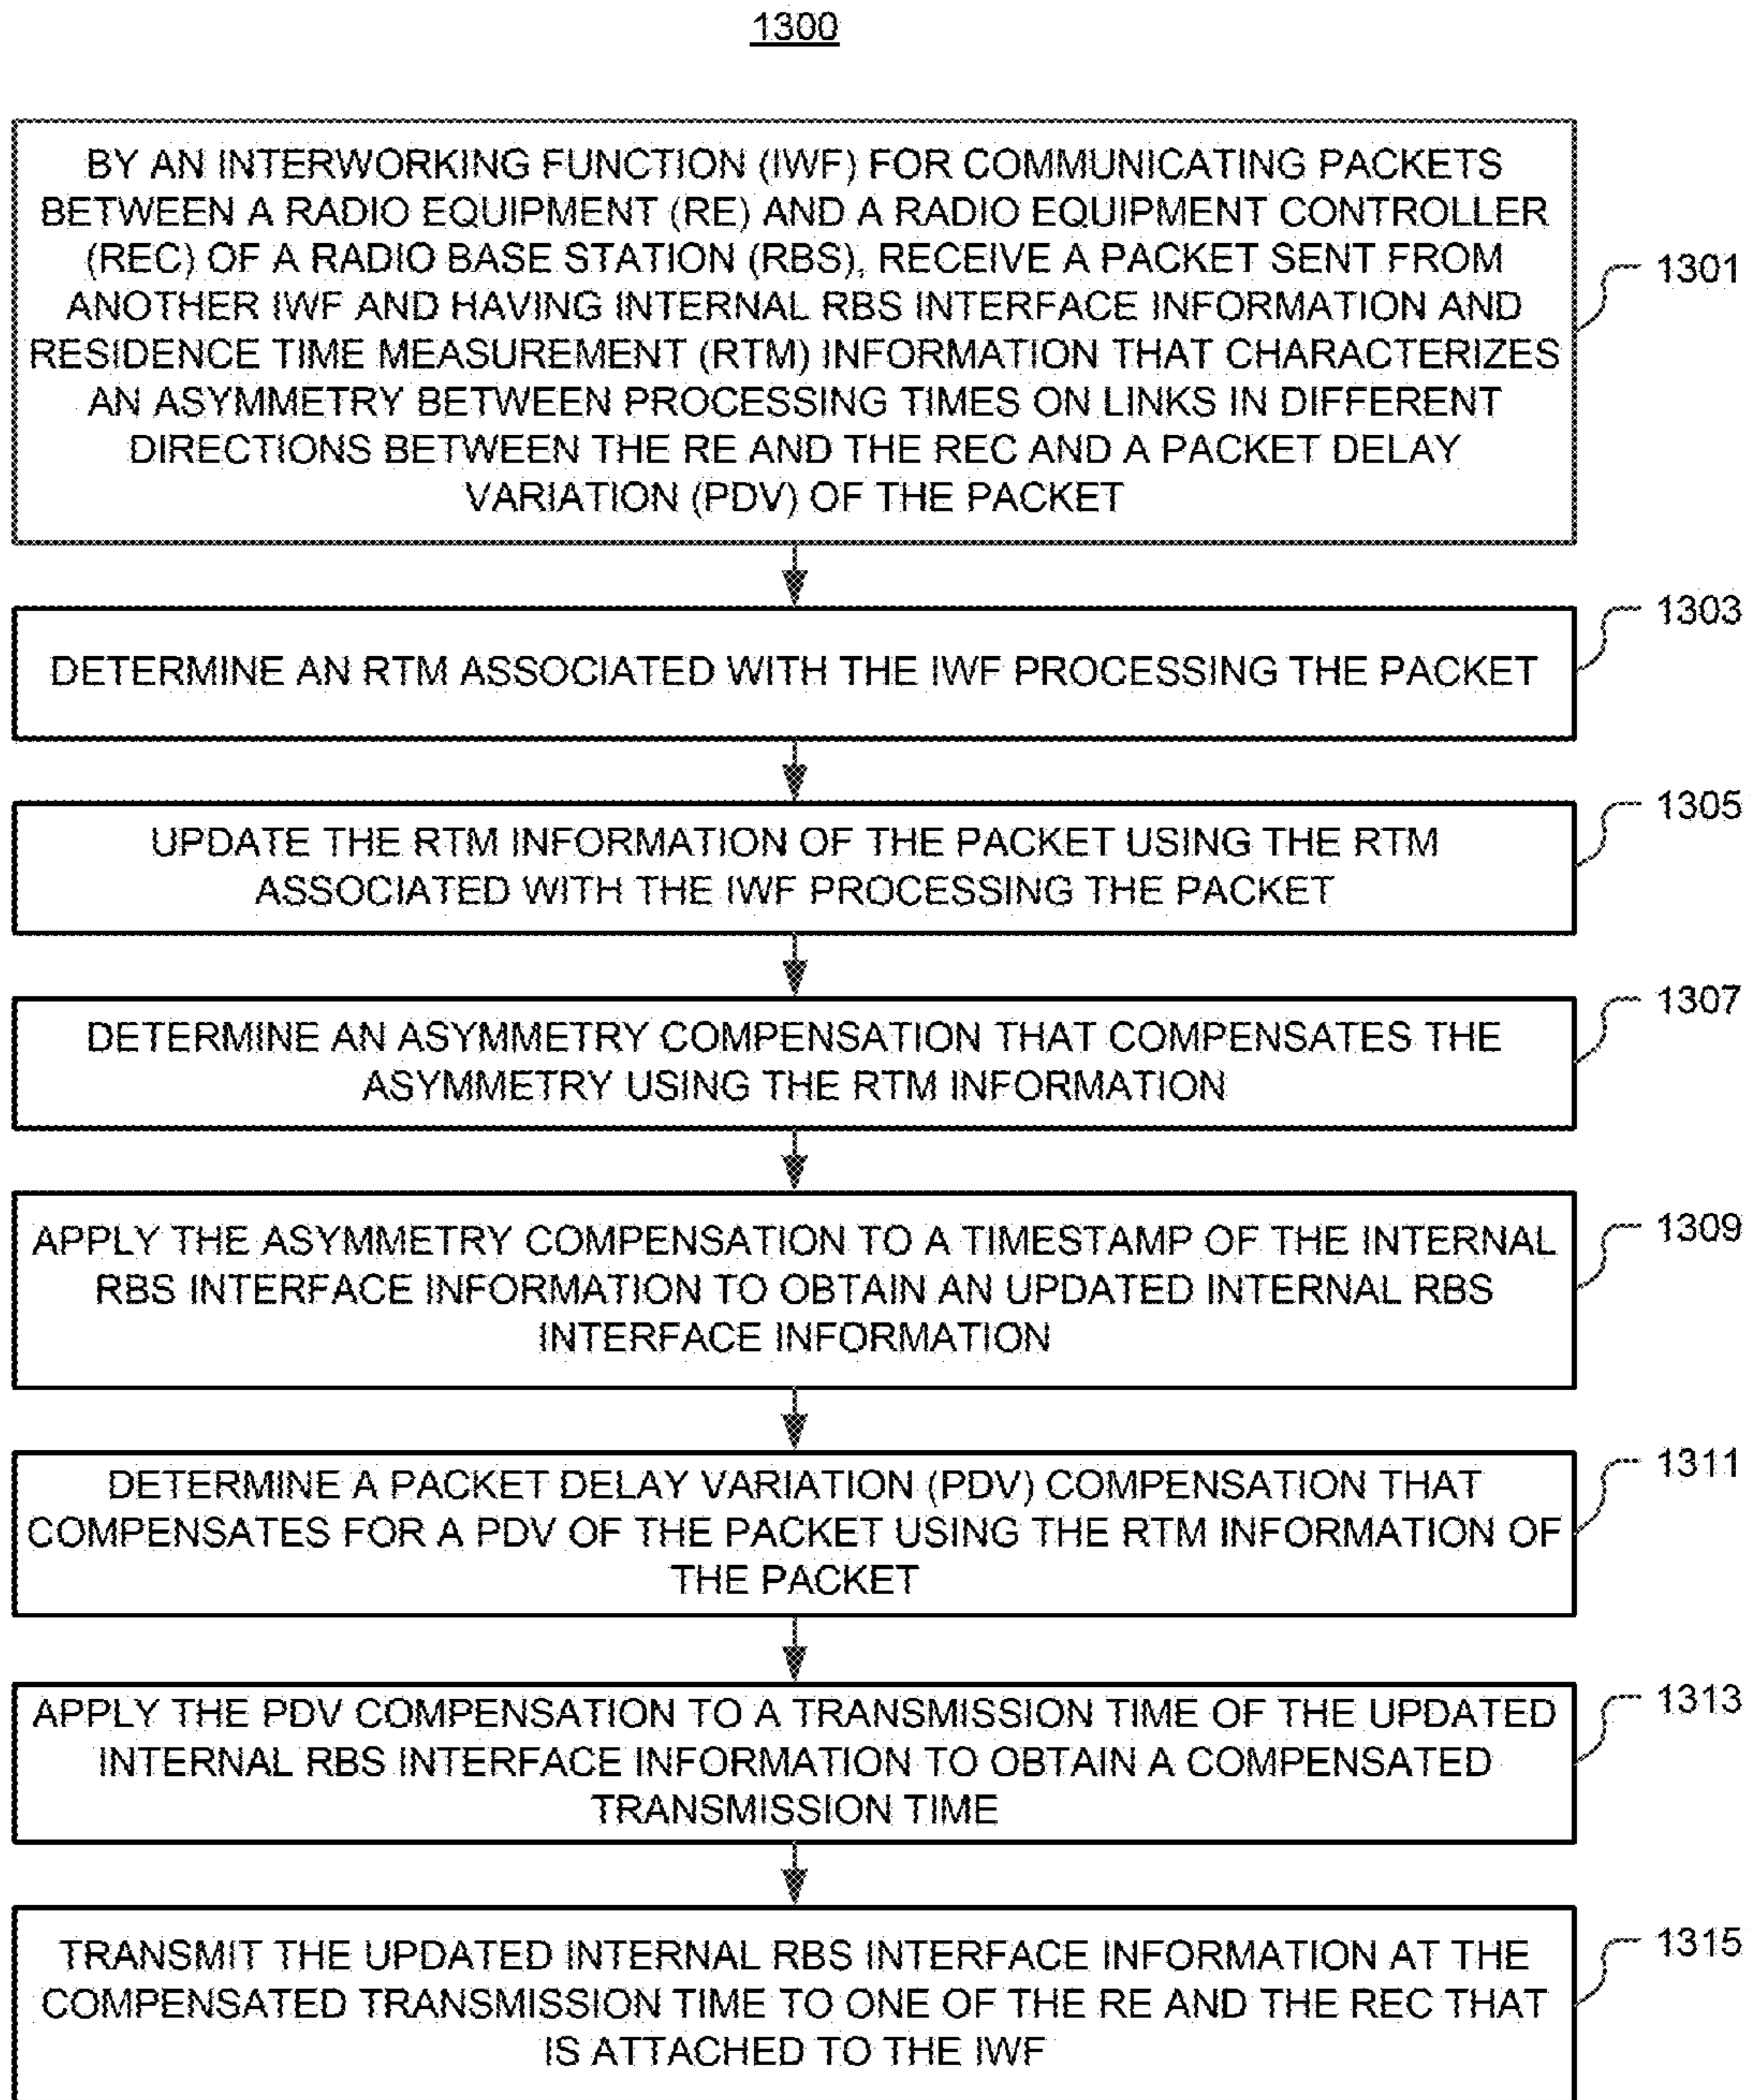 1300
BY AN INTERWORKING FUNCTION (IWF) FOR COMMUNICATING PACKETS
BETWEEN A RADIO EQUIPMENT (RE) AND A RADIO EQUIPMENT CONTROLLER
(REC) OF A RADIO BASE STATION (RBS), RECEIVE A PACKET SENT FROM
ANOTHER IWF AND HAVING INTERNAL RBS INTERFACE INFORMATION AND
RESIDENCE TIME MEASUREMENT (RTM) INFORMATION THAT CHARACTERIZES
AN ASYMMETRY BETWEEN PROCESSING TIMES ON LINKS IN DIFFERENT
DIRECTIONS BETWEEN THE RE AND THE REC AND A PACKET DELAY
VARIATION (PDV) OF THE PACKET
1301
DETERMINE AN RTM ASSOCIATED WITH THE IWF PROCESSING THE PACKET
1303
UPDATE THE RTM INFORMATION OF THE PACKET USING THE RTM
ASSOCIATED WITH THE IWF PROCESSING THE PACKET
1305
DETERMINE AN ASYMMETRY COMPENSATION THAT COMPENSATES THE
ASYMMETRY USING THE RTM INFORMATION
1307
APPLY THE ASYMMETRY COMPENSATION TO A TIMESTAMP OF THE INTERNAL
RBS INTERFACE INFORMATION TO OBTAIN AN UPDATED INTERNAL RBS
INTERFACE INFORMATION
1309
DETERMINE A PACKET DELAY VARIATION (PDV) COMPENSATION THAT
COMPENSATES FOR A PDV OF THE PACKET USING THE RTM INFORMATION OF
THE PACKET
1311
APPLY THE PDV COMPENSATION TO A TRANSMISSION TIME OF THE UPDATED
INTERNAL RBS INTERFACE INFORMATION TO OBTAIN A COMPENSATED
TRANSMISSION TIME
1313
TRANSMIT THE UPDATED INTERNAL RBS INTERFACE INFORMATION AT THE
COMPENSATED TRANSMISSION TIME TO ONE OF THE RE AND THE REC THAT
IS ATTACHED TO THE IWF
1315